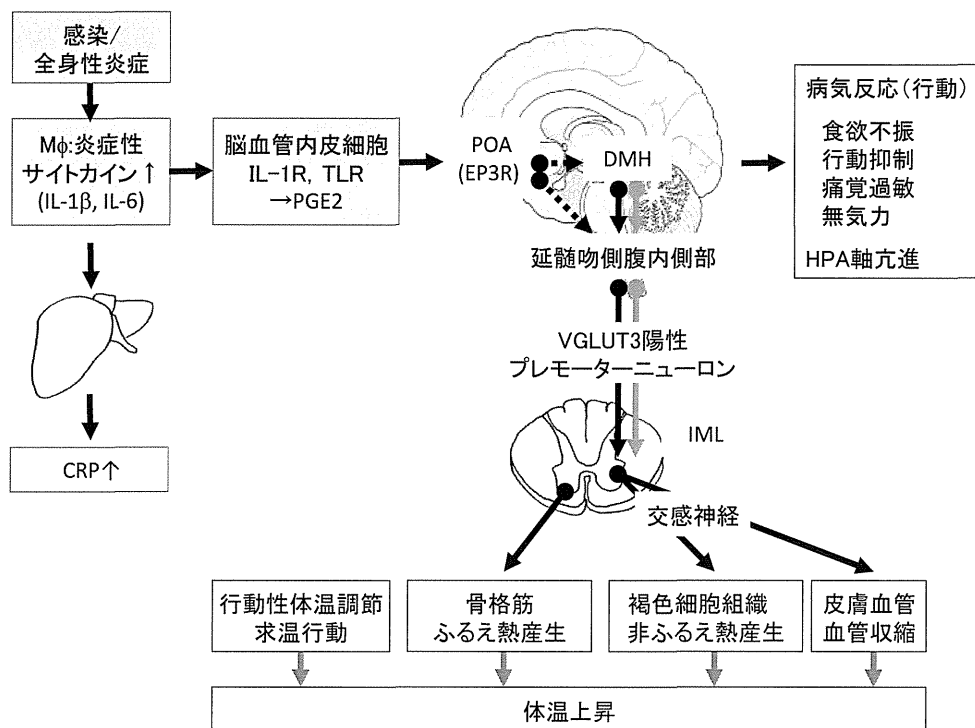 感染/
全身性炎症
Mφ:炎症性
サイトカイン↑
(IL-1β, IL-6)
脳血管内皮細胞
IL-1R, TLR
→PGE2
POA
(EP3R)
DMH
病気反応(行動)
食欲不振
行動抑制
痛覚過敏
無気力
HPA軸亢進
延髄吻側腹内側部
VGLUT3陽性
プレモーターニューロン
IML
CRP↑
交感神経
行動性体温調節
求温行動
骨格筋
ふるえ熱産生
褐色細胞組織
非ふるえ熱産生
皮膚血管
血管収縮
体温上昇